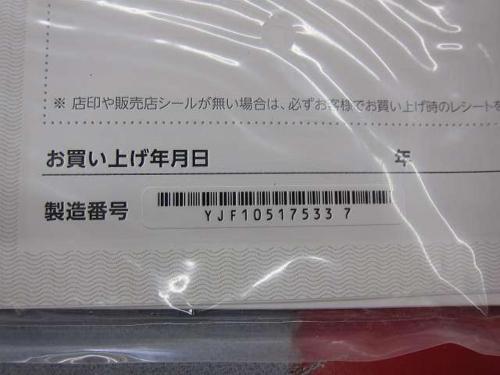 ※ 店印や販売店シールが無い場合は、必ずお客様でお買い上げ時のレシートを
お買い上げ年月日 年
製造番号 YJF10517533 7